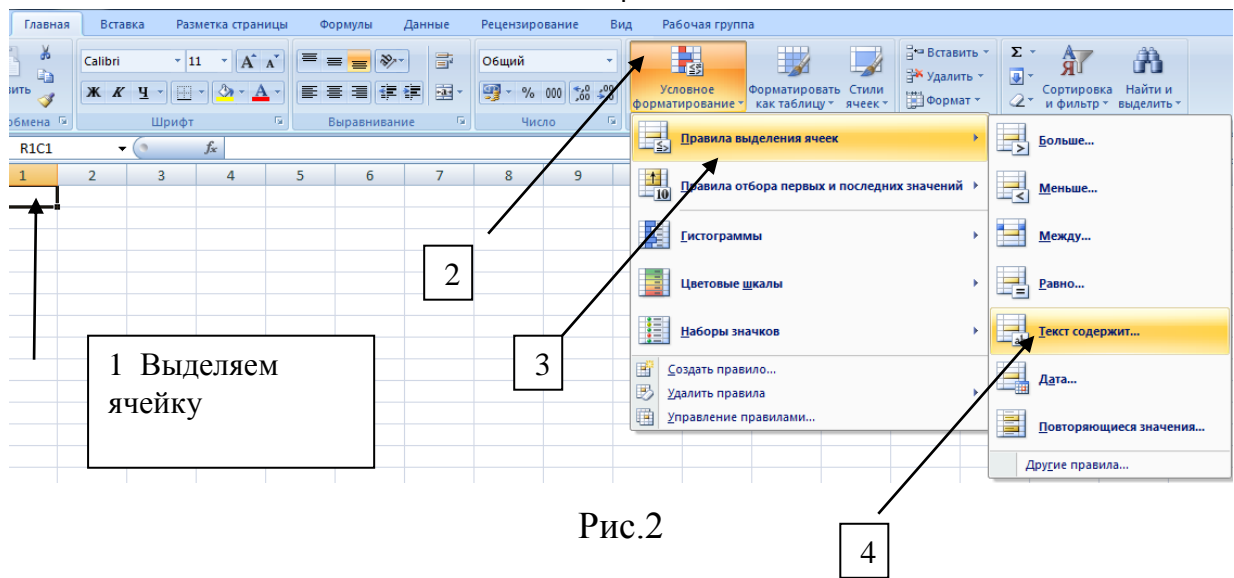 Главная Вставка Разметка страницы Формулы Данные Рецензирование Вид Рабочая группа
Calibri 11 А А Общий Вставить Σ
Ж К Ч А % 000 Условное форматирование Форматировать как таблицу Стили ячеек Удалить Формат Сортировка и фильтр Найти и выделить
Шрифт Выравнивание Число
R1C1 fx
1 2 3 4 5 6 7 8 9
Правила выделения ячеек
Правила отбора первых и последних значений
Гистограммы
Цветовые шкалы
Наборы значков
Создать правило...
Удалить правила
Управление правилами...
Больше...
Меньше...
Между...
Равно...
Текст содержит...
Дата...
Повторяющиеся значения...
Другие правила...
2
3
1 Выделяем
ячейку
4
Рис.2